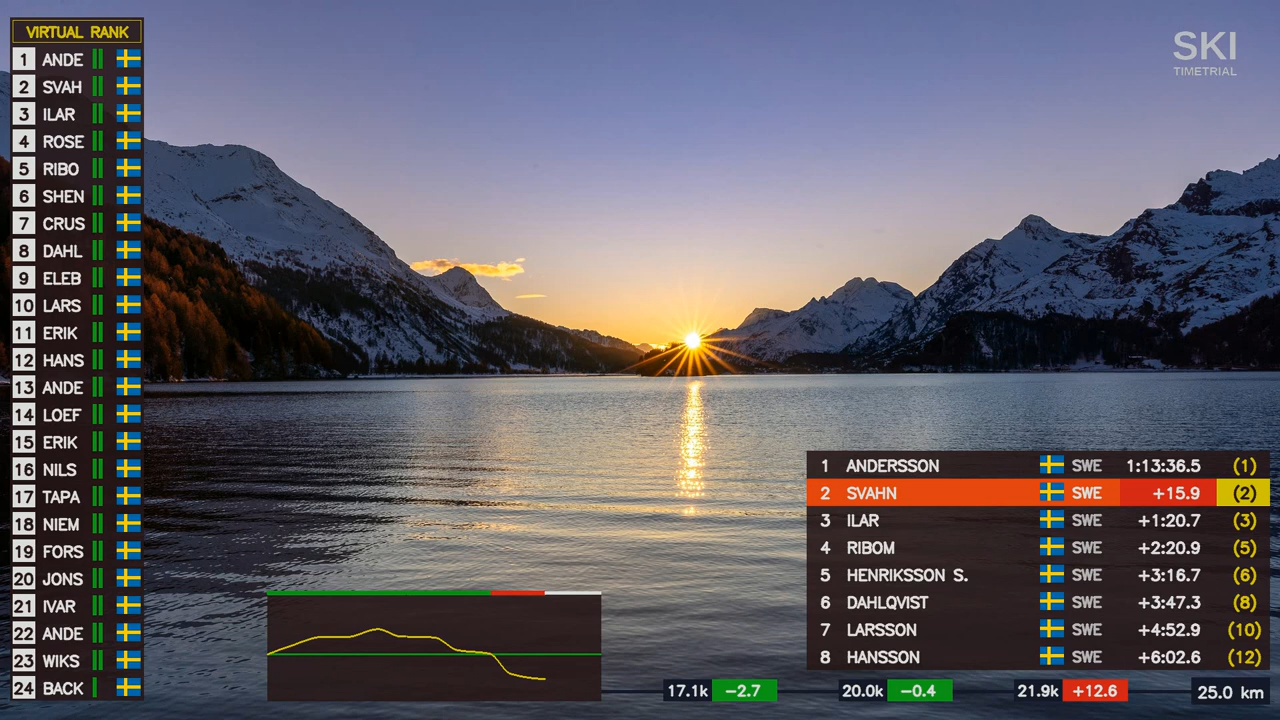 VIRTUAL RANK
1 ANDE
2 SVAH
3 ILAR
4 ROSE
5 RIBO
6 SHEN
7 CRUS
8 DAHL
9 ELEB
10 LARS
11 ERIK
12 HANS
13 ANDE
14 LOEF
15 ERIK
16 NILS
17 TAPA
18 NIEM
19 FORS
20 JONS
21 IVAR
22 ANDE
23 WIKS
24 BACK
SKI
TIMETRIAL
1 ANDERSSON SWE 1:13:36.5 (1)
2 SVAHN SWE +15.9 (2)
3 ILAR SWE +1:20.7 (3)
4 RIBOM SWE +2:20.9 (5)
5 HENRIKSSON S. SWE +3:16.7 (6)
6 DAHLQVIST SWE +3:47.3 (8)
7 LARSSON SWE +4:52.9 (10)
8 HANSSON SWE +6:02.6 (12)
17.1k −2.7 20.0k −0.4 21.9k +12.6 25.0 km